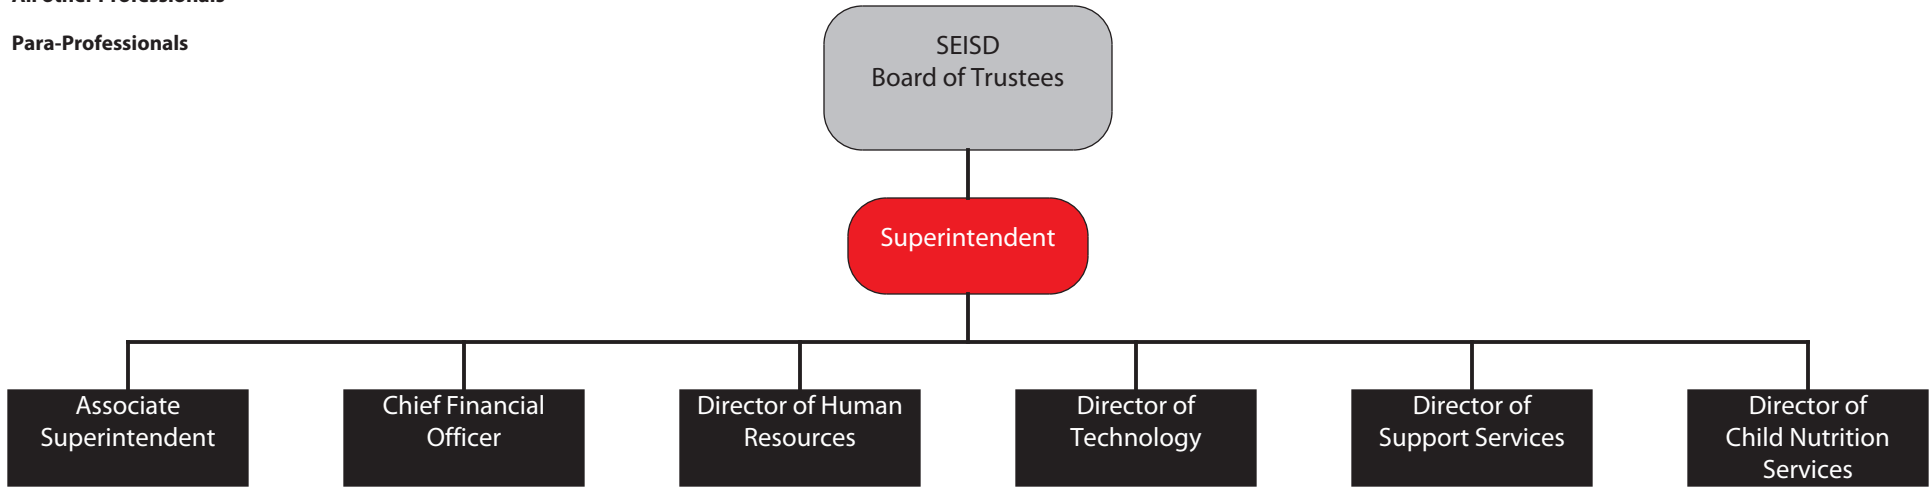 Para-Professionals
SEISD
Board of Trustees
Superintendent
Associate
Superintendent
Chief Financial
Officer
Director of Human
Resources
Director of
Technology
Director of
Support Services
Director of
Child Nutrition
Services